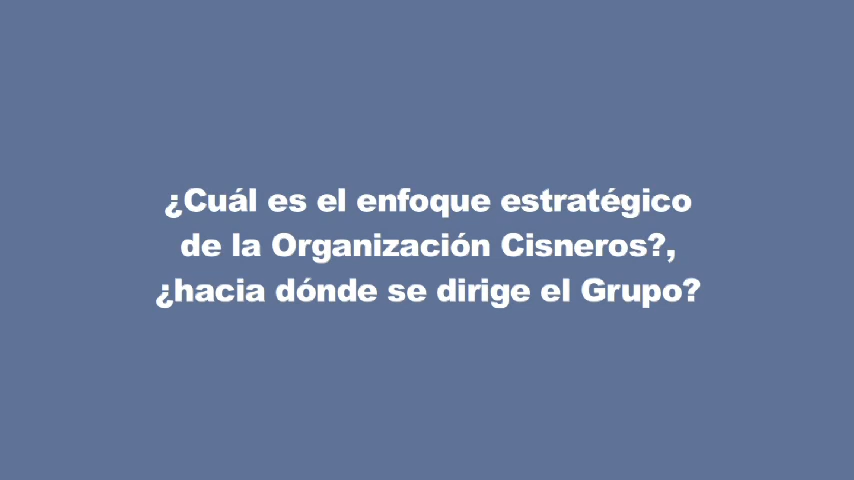 ¿Cuál es el enfoque estratégico
de la Organización Cisneros?,
¿hacia dónde se dirige el Grupo?